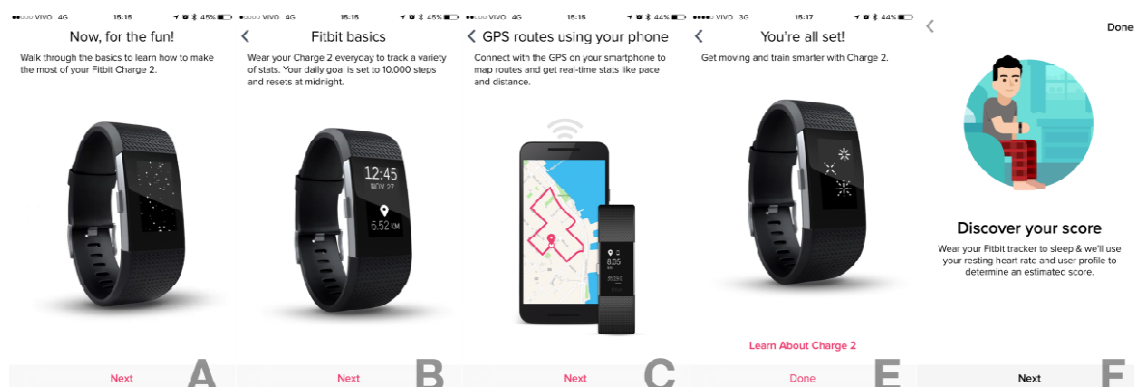 ●●○○○ VIVO 4G 15:15 45%
Now, for the fun!
Walk through the basics to learn how to make
the most of your Fitbit Charge 2.
Next
A
●○○○○ VIVO 4G 15:15 45%
Fitbit basics
Wear your Charge 2 everyday to track a variety
of stats. Your daily goal is set to 10,000 steps
and resets at midnight.
12:45
NOV 27
5.52 KM
Next
B
●●○○○ VIVO 4G 15:15 44%
GPS routes using your phone
Connect with the GPS on your smartphone to
map routes and get real-time stats like pace
and distance.
Next
C
●●●○○ VIVO 3G 15:17 44%
You're all set!
Get moving and train smarter with Charge 2.
Learn About Charge 2
Done
E
Done
Discover your score
Wear your Fitbit tracker to sleep & we'll use
your resting heart rate and user profile to
determine an estimated score.
Next
F